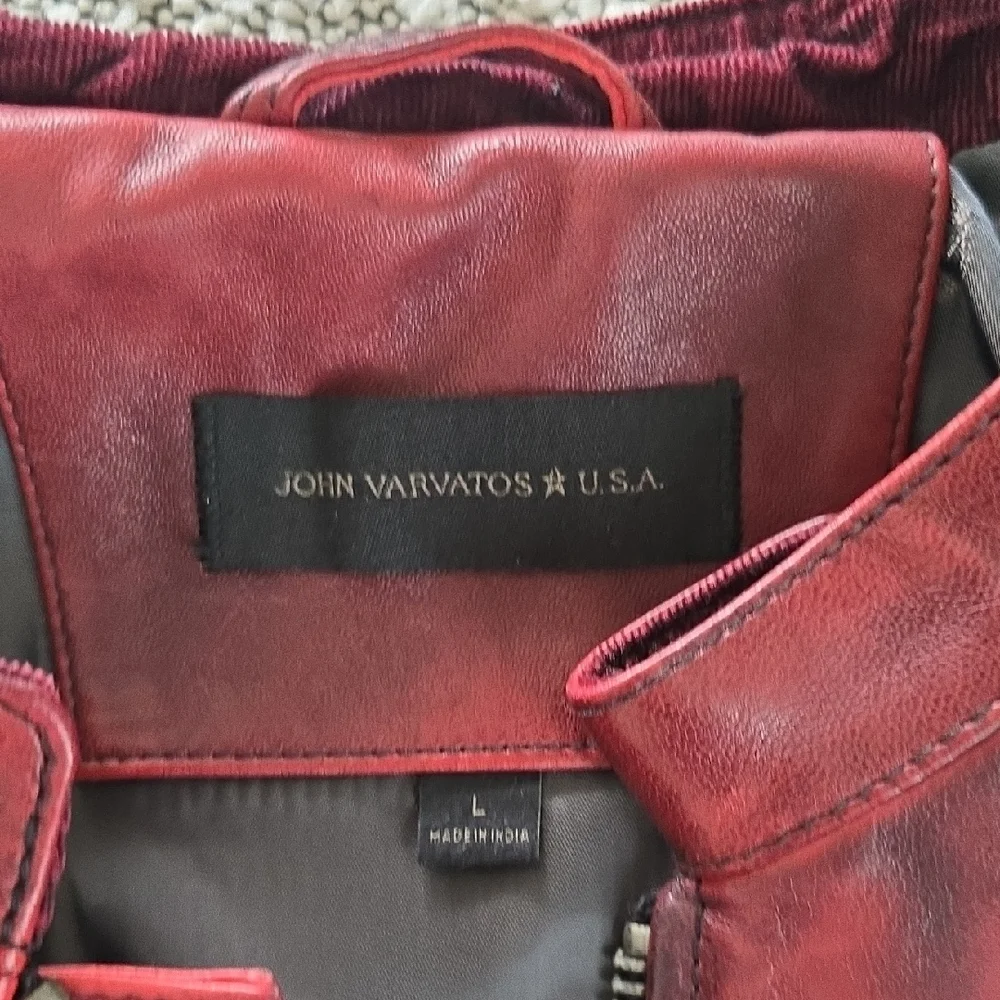 JOHN VARVATOS ★ U.S.A.
L
MADE IN INDIA